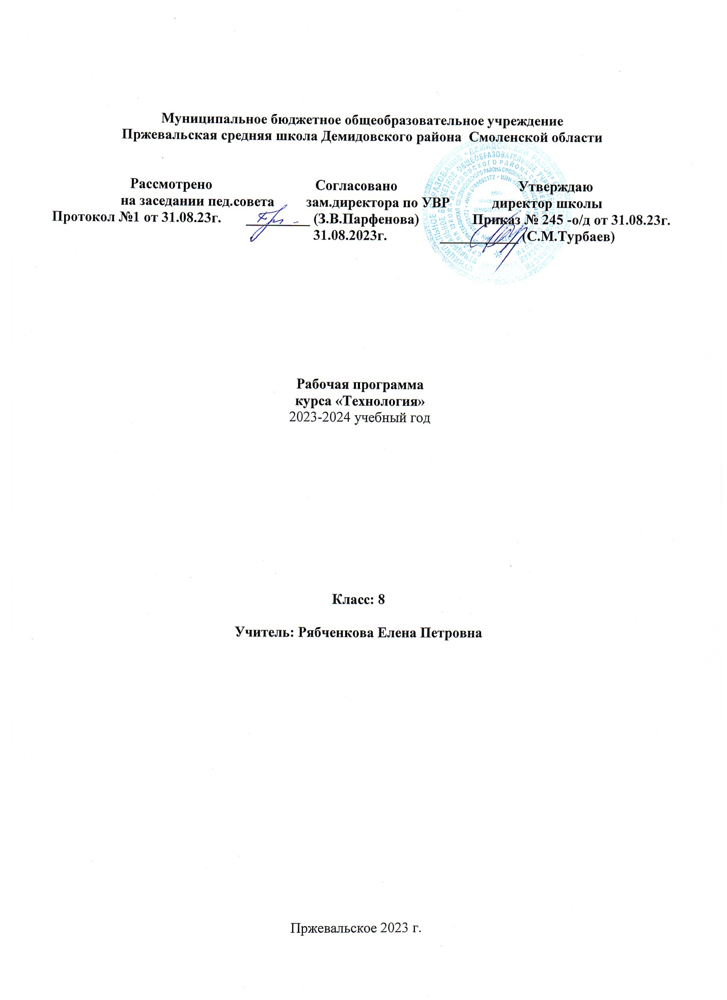 Муниципальное бюджетное общеобразовательное учреждение
Пржевальская средняя школа Демидовского района Смоленской области
Рассмотрено Согласовано Утверждаю
на заседании пед.совета зам.директора по УВР директор школы
Протокол №1 от 31.08.23г. _________ (З.В.Парфенова) Приказ № 245 -о/д от 31.08.23г.
31.08.2023г. ___________ (С.М.Турбаев)
Рабочая программа
курса «Технология»
2023-2024 учебный год
Класс: 8
Учитель: Рябченкова Елена Петровна
Пржевальское 2023 г.